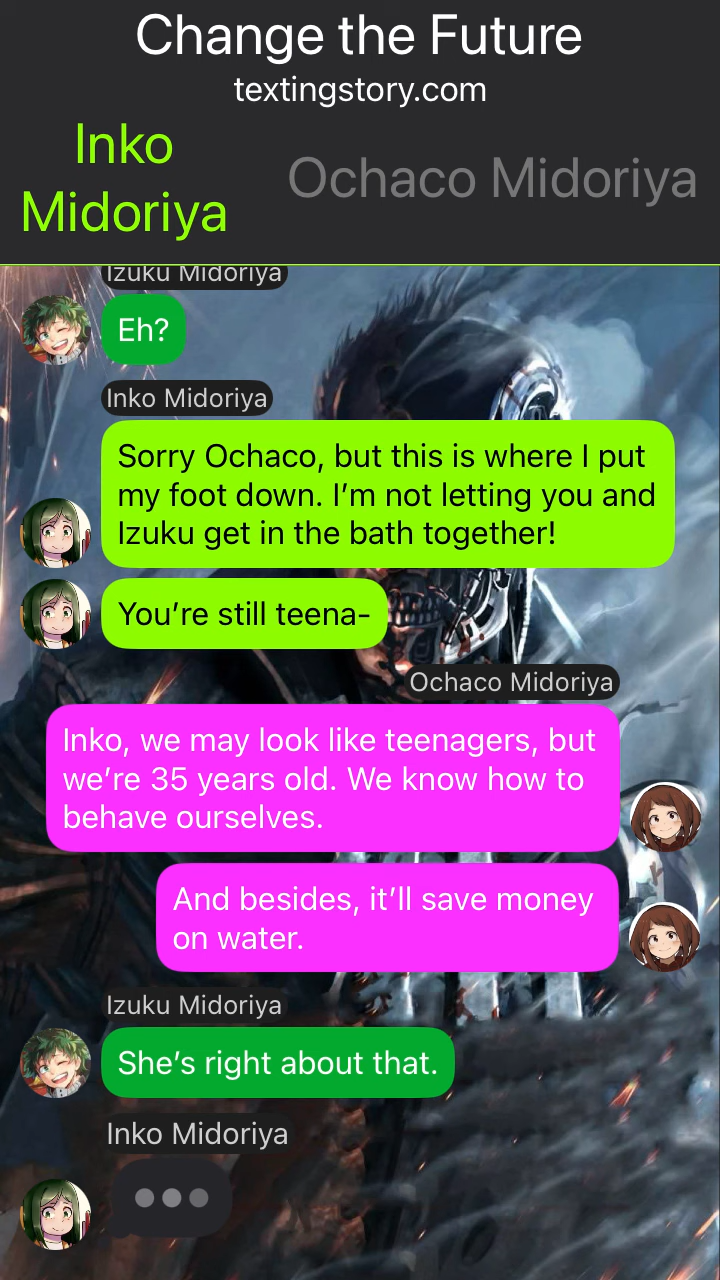 Change the Future
textingstory.com
Inko
Midoriya
Ochaco Midoriya
Izuku Midoriya
Eh?
Inko Midoriya
Sorry Ochaco, but this is where I put
my foot down. I’m not letting you and
Izuku get in the bath together!
You’re still teena-
Ochaco Midoriya
Inko, we may look like teenagers, but
we’re 35 years old. We know how to
behave ourselves.
And besides, it’ll save money
on water.
Izuku Midoriya
She’s right about that.
Inko Midoriya